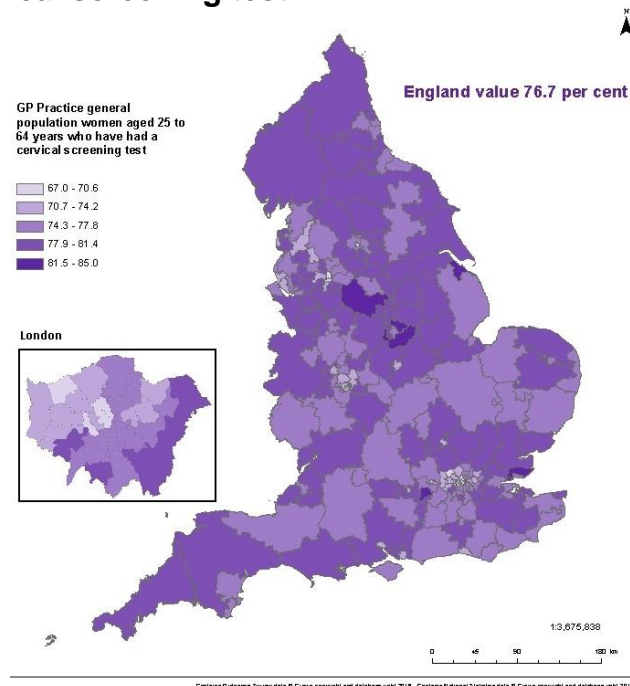 England value 76.7 per cent
GP Practice general
population women aged 25 to
64 years who have had a
cervical screening test
67.0 - 70.6
70.7 - 74.2
74.3 - 77.8
77.9 - 81.4
81.5 - 85.0
London
1:3,675,838
0 45 90 180 km